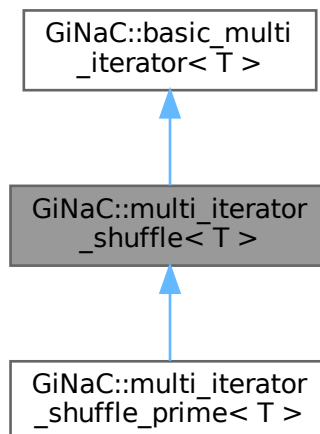 GiNaC::basic_multi
_iterator< T >
GiNaC::multi_iterator
_shuffle< T >
GiNaC::multi_iterator
_shuffle_prime< T >